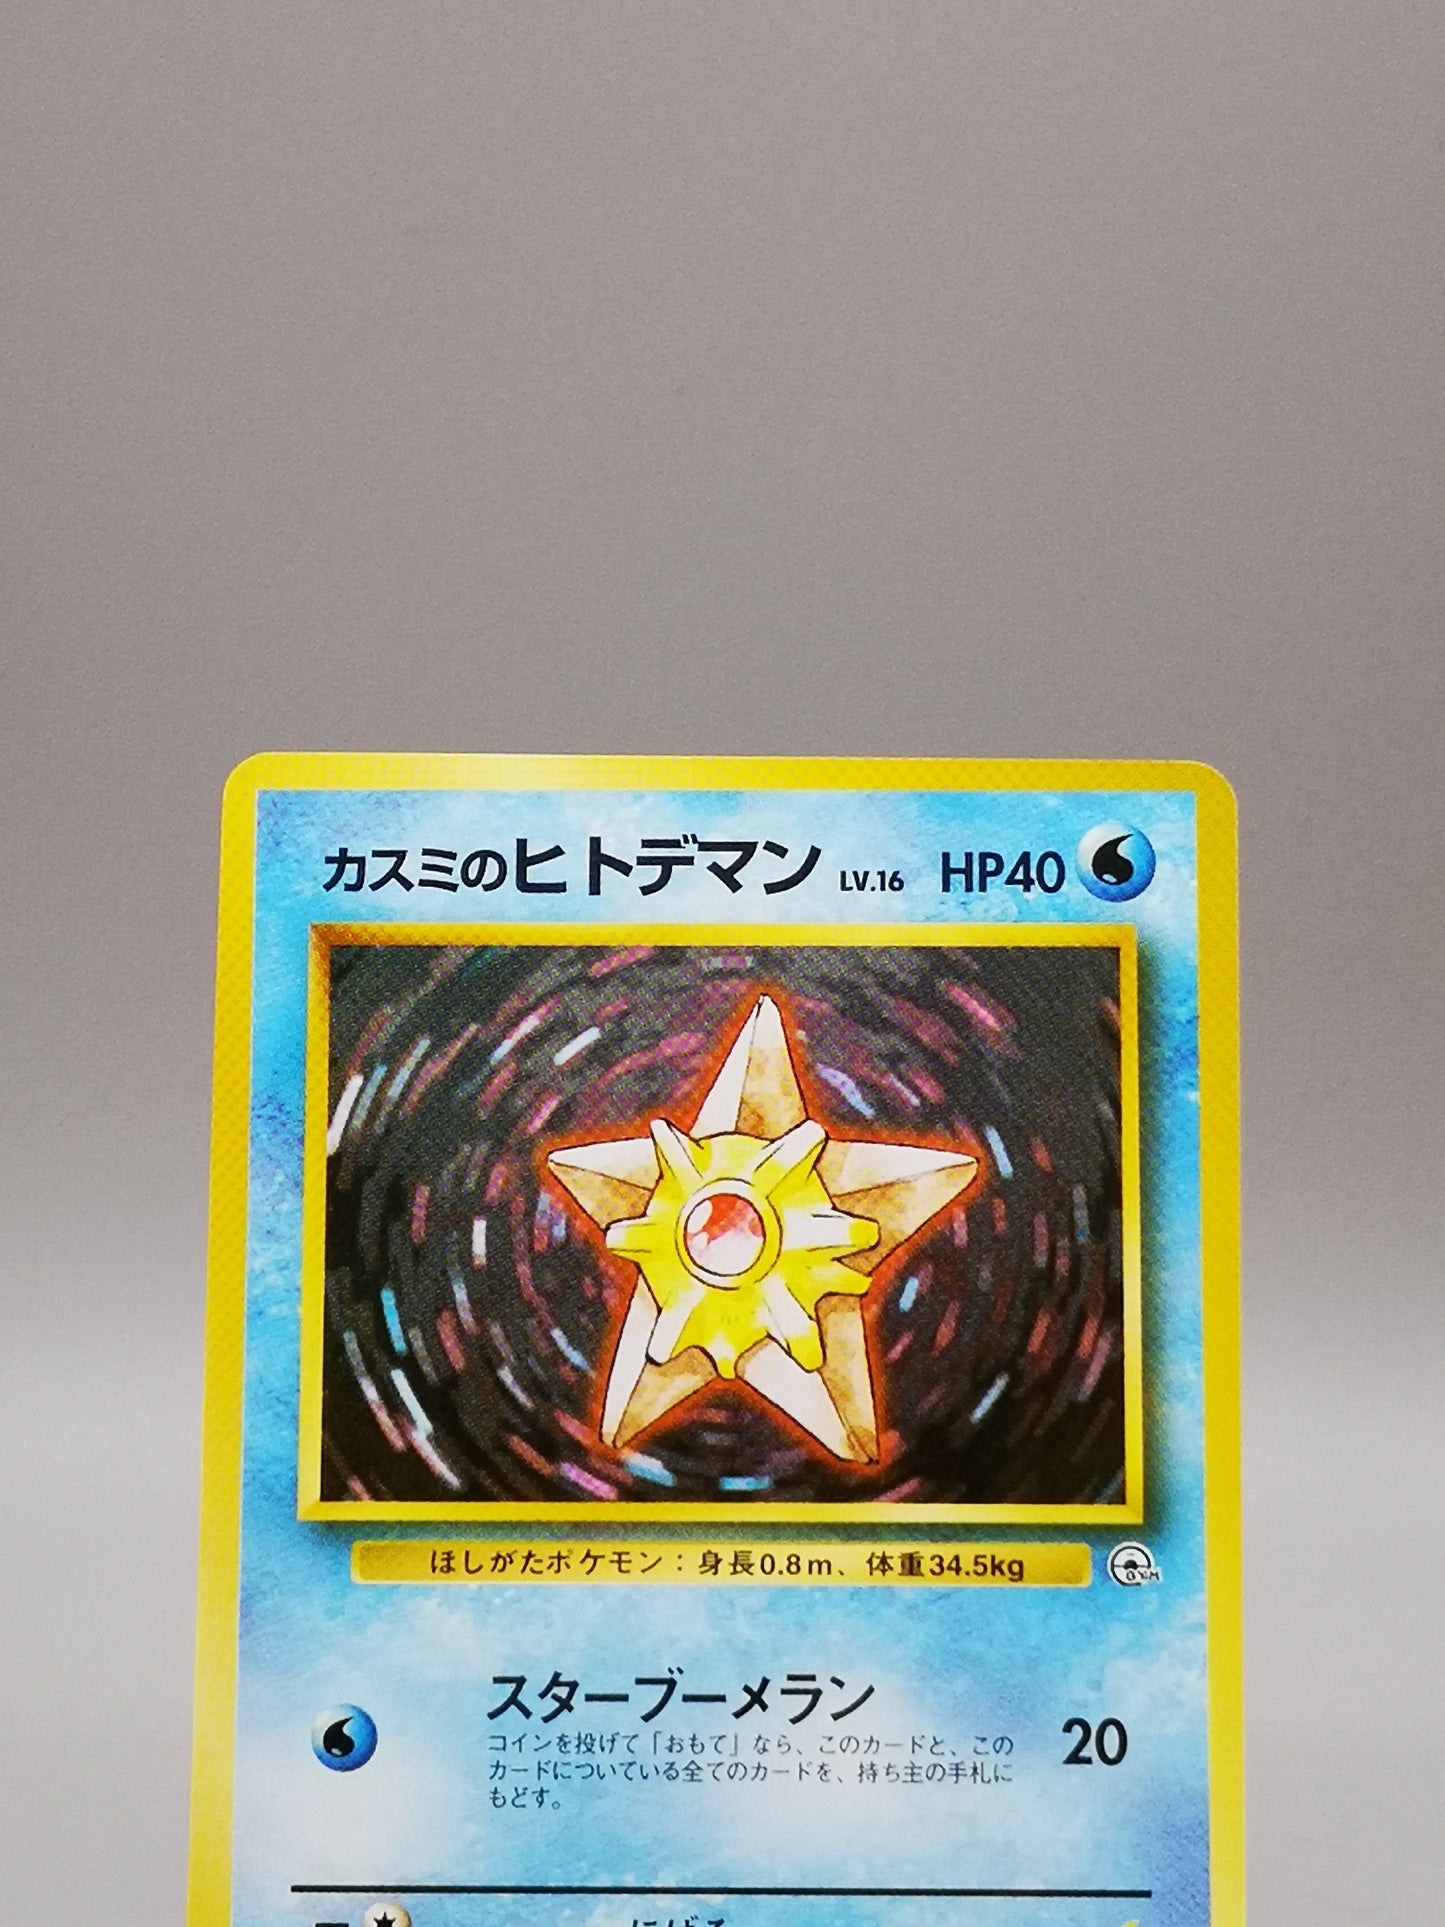 カスミのヒトデマン LV.16 HP40
ほしがたポケモン：身長0.8m、体重34.5kg
GYM
スターブーメラン
20
コインを投げて「おもて」なら、このカードと、この
カードについている全てのカードを、持ち主の手札に
もどす。
にげる